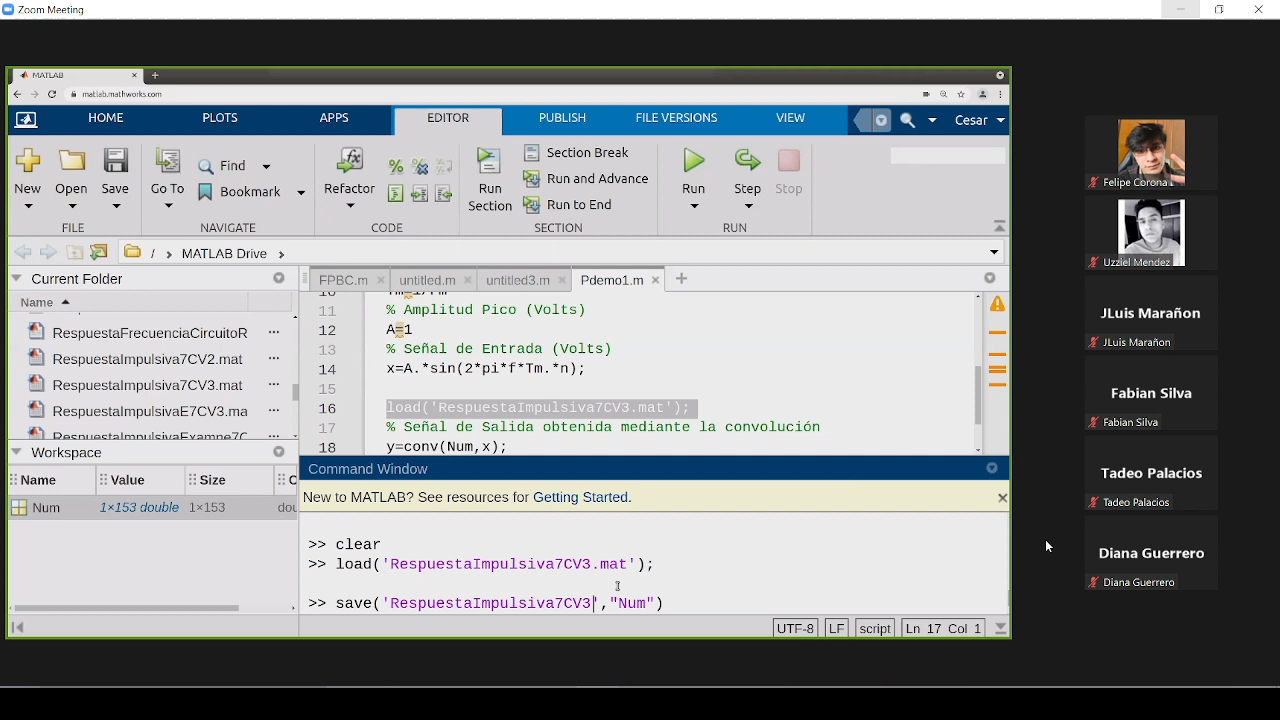 Zoom Meeting
MATLAB
matlab.mathworks.com
HOME PLOTS APPS EDITOR PUBLISH FILE VERSIONS VIEW Cesar
New Open Save Go To Find Bookmark Refactor Run Section Section Break Run and Advance Run to End Run Step Stop
FILE NAVIGATE CODE SECTION RUN
/ MATLAB Drive
Current Folder
Name
RespuestaFrecuenciaCircuitoR
RespuestaImpulsiva7CV2.mat
RespuestaImpulsiva7CV3.mat
RespuestaImpulsivaE7CV3.ma
Workspace
Name Value Size
Num 1×153 double 1×153 dou
FPBC.m untitled.m untitled3.m Pdemo1.m
11 % Amplitud Pico (Volts)
12 A=1
13 % Señal de Entrada (Volts)
14 x=A.*sin(2*pi*f*Tm.*n);
15
16 load('RespuestaImpulsiva7CV3.mat');
17 % Señal de Salida obtenida mediante la convolución
18 y=conv(Num,x);
Command Window
New to MATLAB? See resources for Getting Started.
>> clear
>> load('RespuestaImpulsiva7CV3.mat');
>> save('RespuestaImpulsiva7CV3',"Num")
UTF-8 LF script Ln 17 Col 1
Felipe Corona
Uzziel Mendez
JLuis Marañon
JLuis Marañon
Fabian Silva
Fabian Silva
Tadeo Palacios
Tadeo Palacios
Diana Guerrero
Diana Guerrero